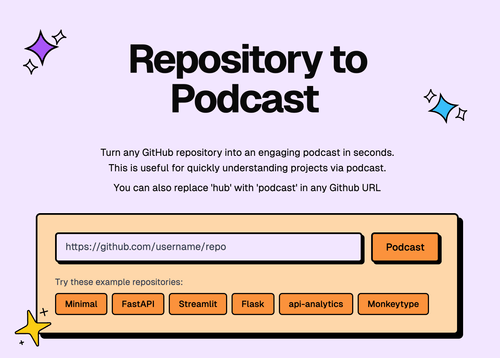 Repository to
Podcast
Turn any GitHub repository into an engaging podcast in seconds.
This is useful for quickly understanding projects via podcast.
You can also replace 'hub' with 'podcast' in any Github URL
https://github.com/username/repo
Podcast
Try these example repositories:
Minimal FastAPI Streamlit Flask api-analytics Monkeytype